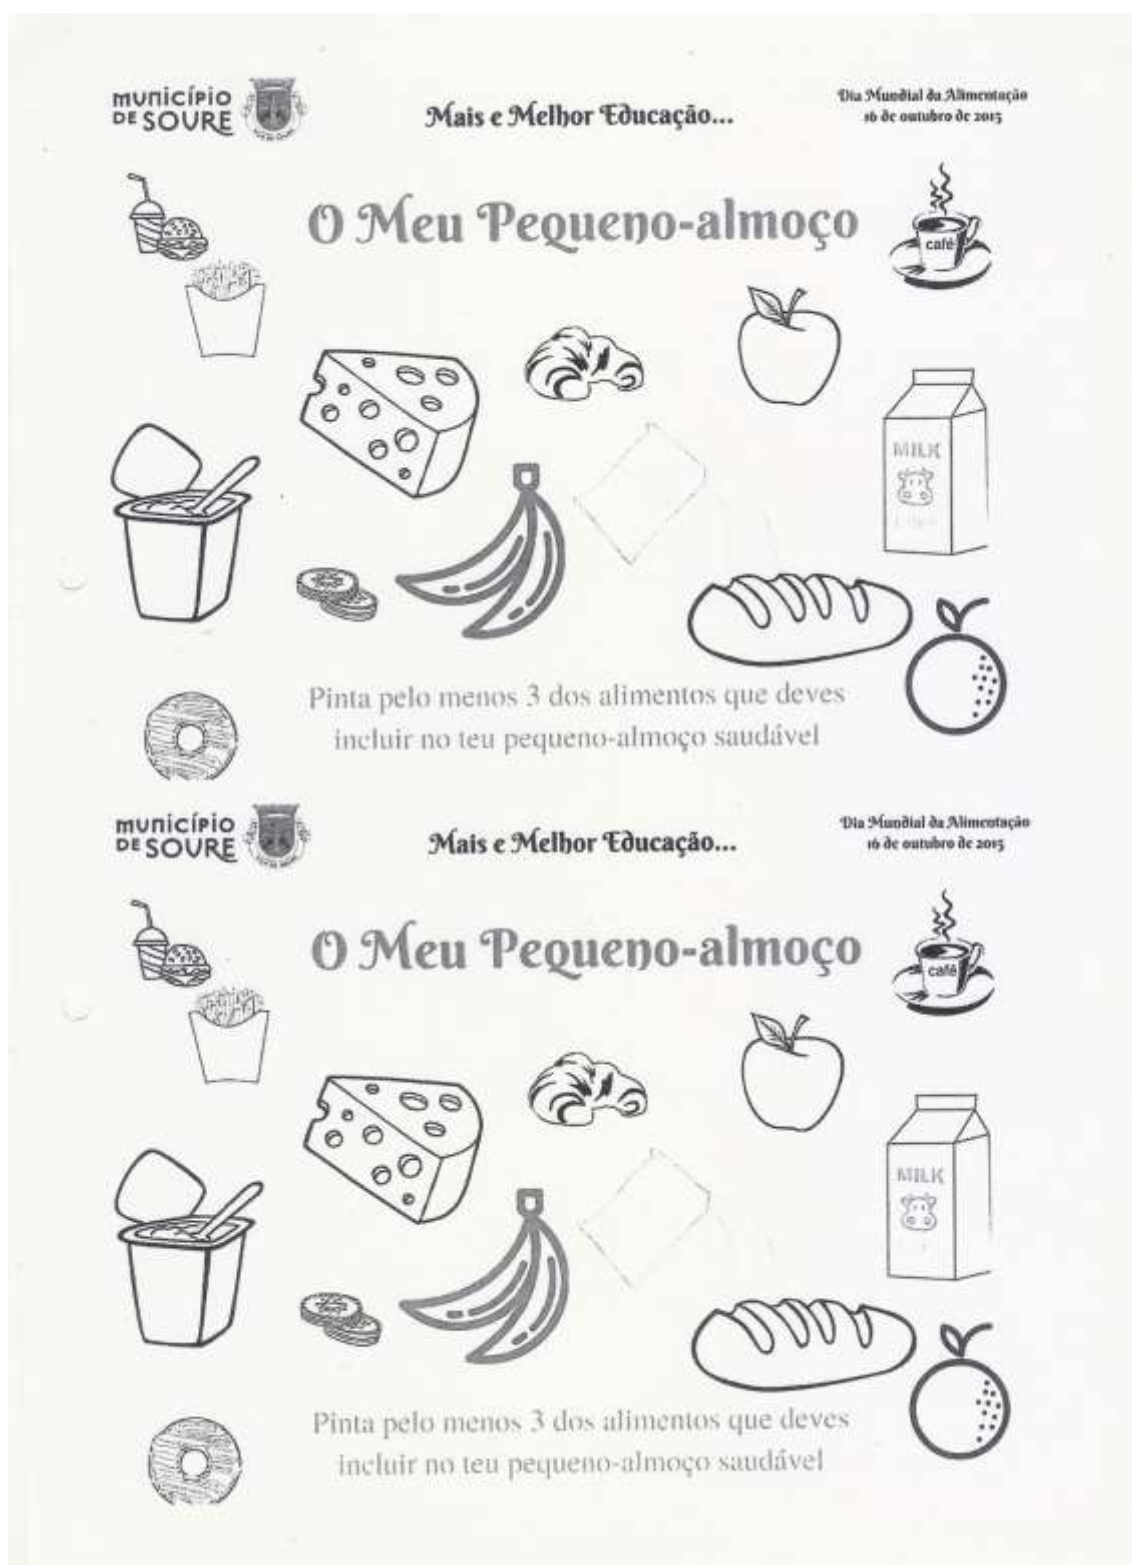 MUNICÍPIO
DE SOURE
Mais e Melhor Educação...
Dia Mundial da Alimentação
16 de outubro de 2015
O Meu Pequeno-almoço
café
MILK
Pinta pelo menos 3 dos alimentos que deves
incluir no teu pequeno-almoço saudável
MUNICÍPIO
DE SOURE
Mais e Melhor Educação...
Dia Mundial da Alimentação
16 de outubro de 2015
O Meu Pequeno-almoço
café
MILK
Pinta pelo menos 3 dos alimentos que deves
incluir no teu pequeno-almoço saudável